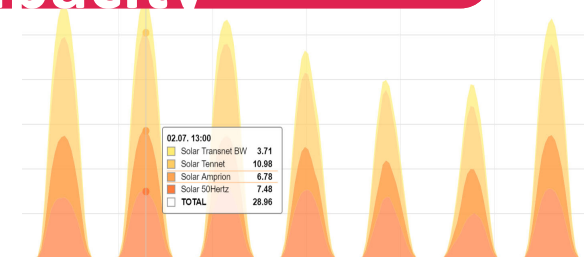 02.07. 13:00
Solar Transnet BW 3.71
Solar Tennet 10.98
Solar Amprion 6.78
Solar 50Hertz 7.48
TOTAL 28.96